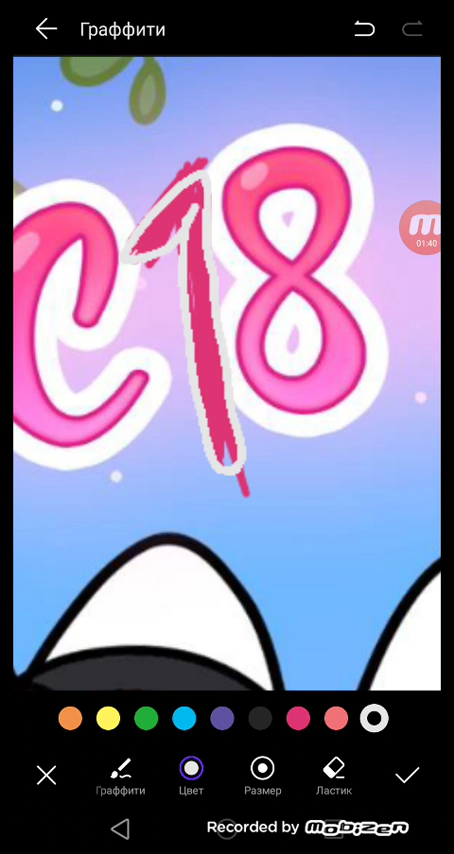 Граффити
C18
01:40
Граффити Цвет Размер Ластик
Recorded by Mobizen